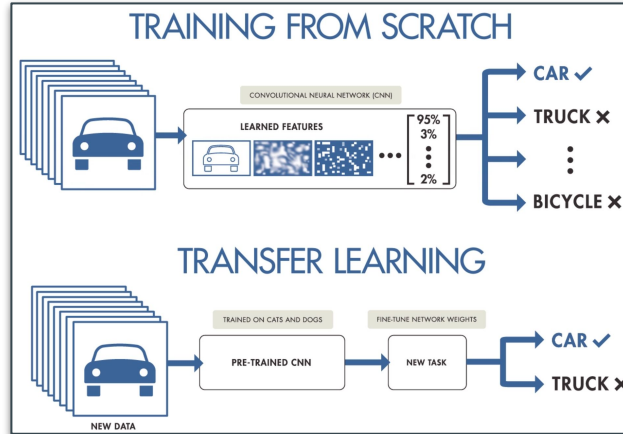 TRAINING FROM SCRATCH
CONVOLUTIONAL NEURAL NETWORK (CNN)
LEARNED FEATURES
95%
3%
2%
CAR ✓
TRUCK ✕
BICYCLE ✕
TRANSFER LEARNING
TRAINED ON CATS AND DOGS
FINE-TUNE NETWORK WEIGHTS
PRE-TRAINED CNN
NEW TASK
CAR ✓
TRUCK ✕
NEW DATA